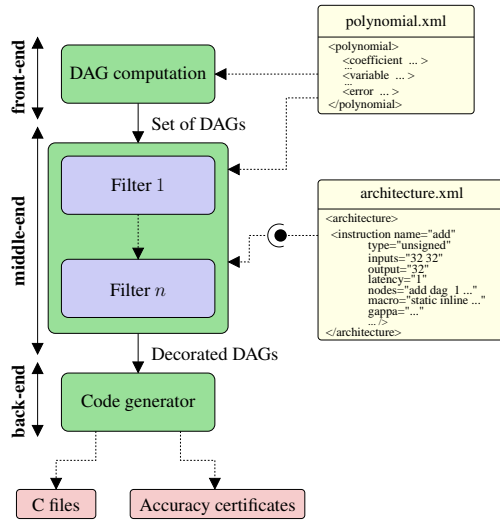 polynomial.xml
<polynomial>
<coefficient ... >
...
<variable ... >
...
<error ... >
</polynomial>
front-end
DAG computation
Set of DAGs
middle-end
Filter 1
Filter n
architecture.xml
<architecture>
<instruction name="add"
type="unsigned"
inputs="32 32"
output="32"
latency="1"
nodes="add dag 1 ..."
macro="static inline ..."
gappa="..."
... />
</architecture>
Decorated DAGs
back-end
Code generator
C files
Accuracy certificates